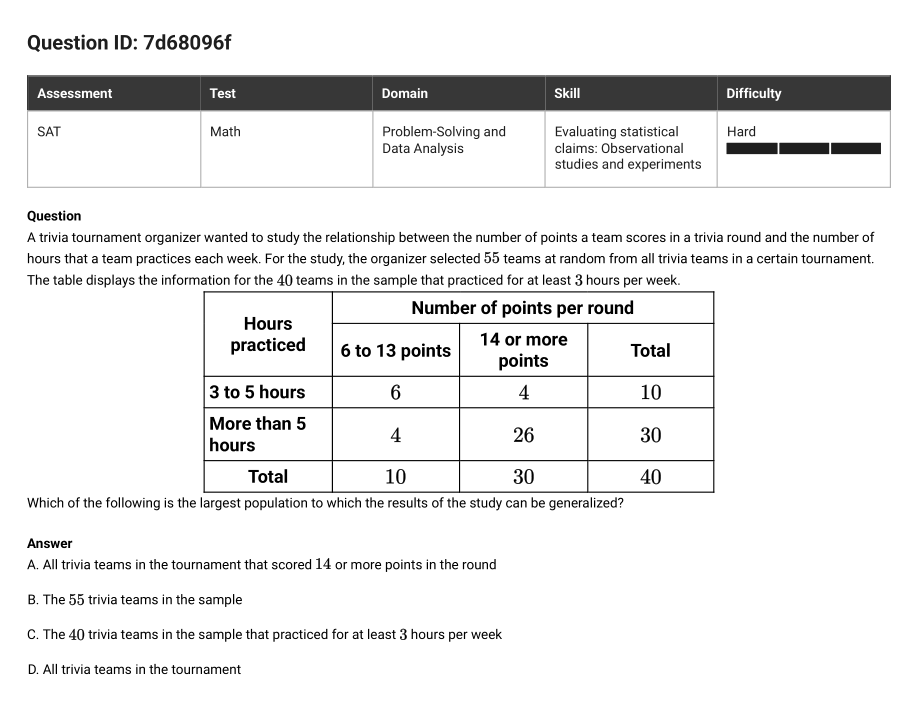 Question ID: 7d68096f
Assessment Test Domain Skill Difficulty
SAT Math Problem-Solving and Data Analysis Evaluating statistical claims: Observational studies and experiments Hard
Question
A trivia tournament organizer wanted to study the relationship between the number of points a team scores in a trivia round and the number of
hours that a team practices each week. For the study, the organizer selected 55 teams at random from all trivia teams in a certain tournament.
The table displays the information for the 40 teams in the sample that practiced for at least 3 hours per week.
Hours practiced Number of points per round
6 to 13 points 14 or more points Total
3 to 5 hours 6 4 10
More than 5 hours 4 26 30
Total 10 30 40
Which of the following is the largest population to which the results of the study can be generalized?
Answer
A. All trivia teams in the tournament that scored 14 or more points in the round
B. The 55 trivia teams in the sample
C. The 40 trivia teams in the sample that practiced for at least 3 hours per week
D. All trivia teams in the tournament